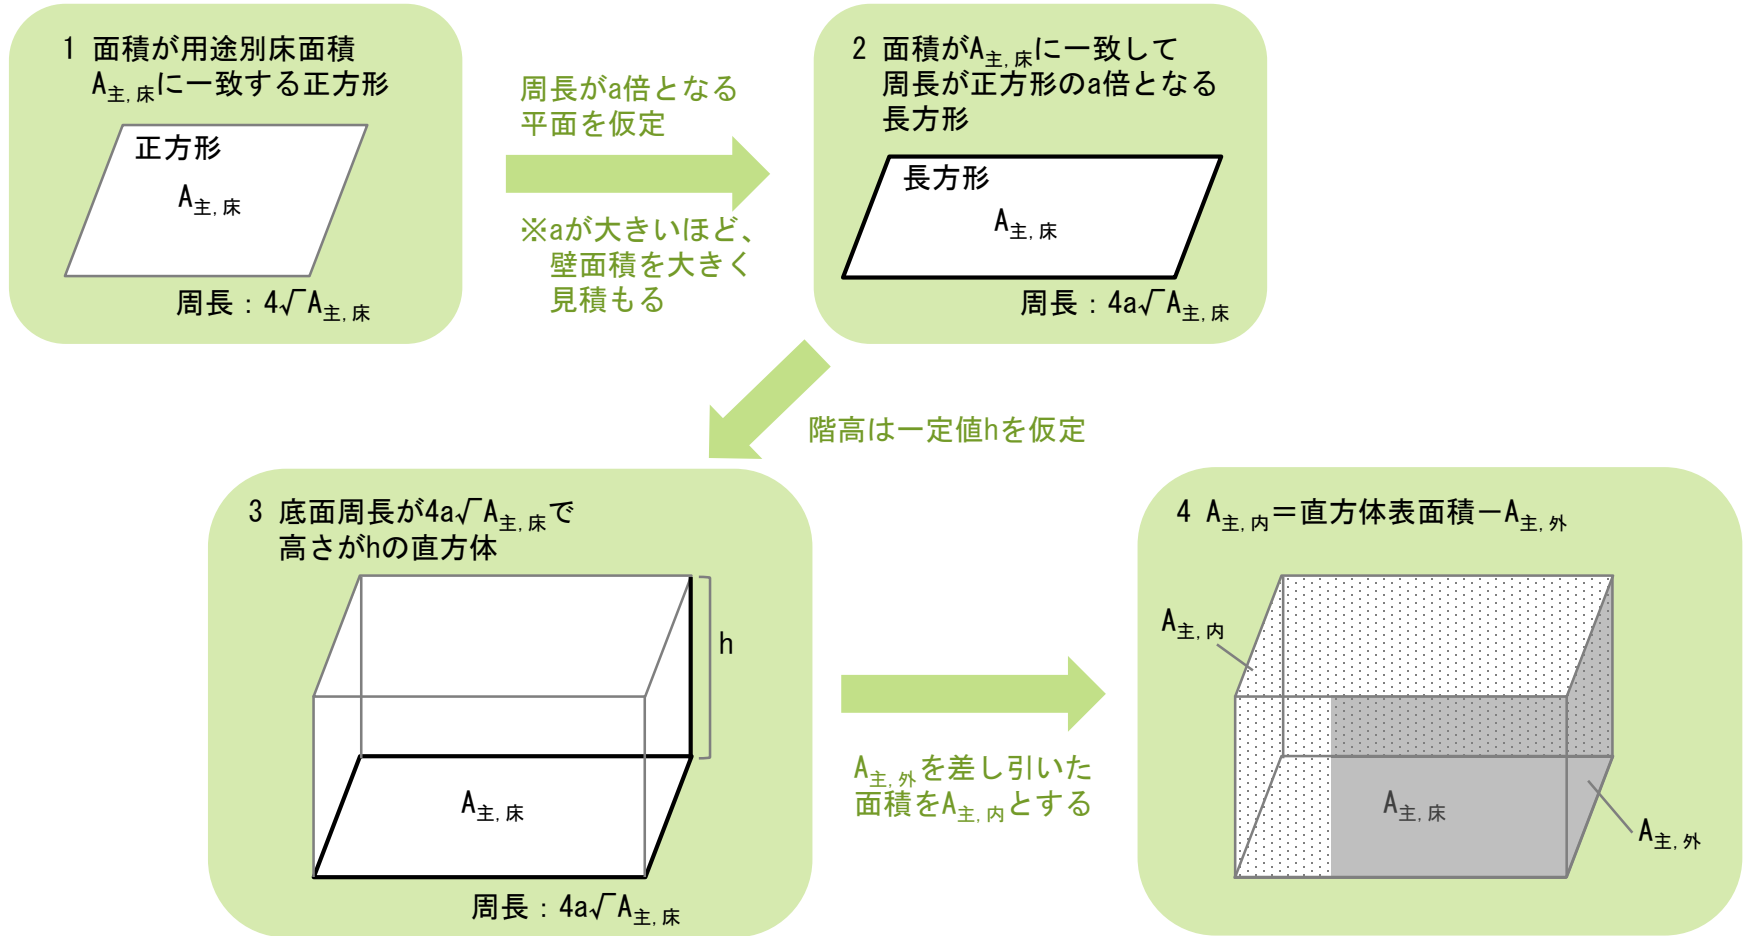 1 面積が用途別床面積
A主,床に一致する正方形
正方形
A主,床
周長：4√A主,床
周長がa倍となる
平面を仮定
※aが大きいほど、
壁面積を大きく
見積もる
2 面積がA主,床に一致して
周長が正方形のa倍となる
長方形
長方形
A主,床
周長：4a√A主,床
階高は一定値hを仮定
3 底面周長が4a√A主,床で
高さがhの直方体
h
A主,床
周長：4a√A主,床
A主,外を差し引いた
面積をA主,内とする
4 A主,内＝直方体表面積－A主,外
A主,内
A主,床
A主,外